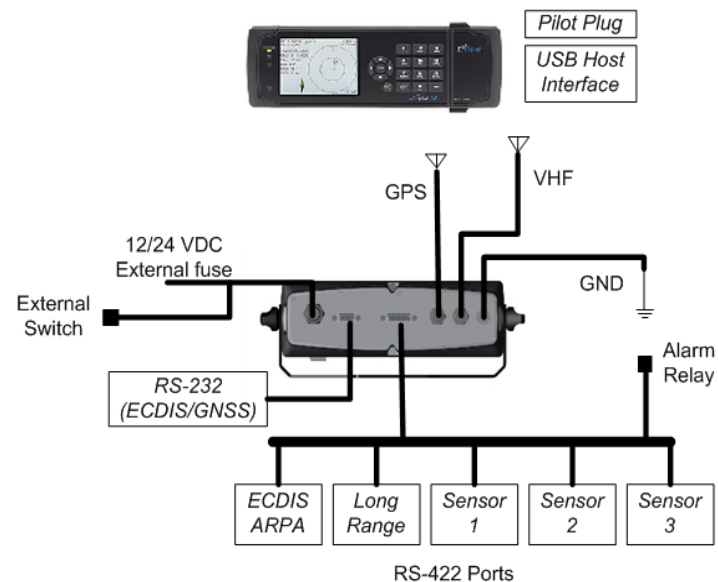 Pilot Plug
USB Host
Interface
GPS
VHF
12/24 VDC
External fuse
GND
External
Switch
Alarm
Relay
RS-232
(ECDIS/GNSS)
ECDIS
ARPA
Long
Range
Sensor
1
Sensor
2
Sensor
3
RS-422 Ports